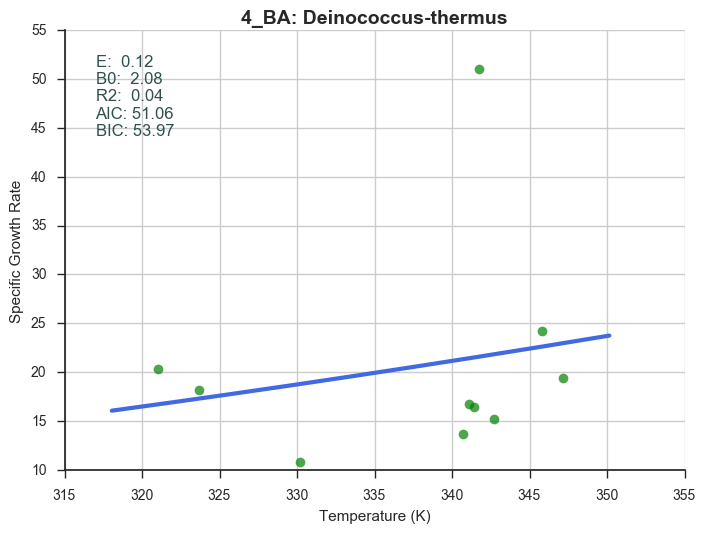 4_BA: Deinococcus-thermus
E:  0.12
B0:  2.08
R2:  0.04
AIC: 51.06
BIC: 53.97
55
50
45
40
35
30
25
20
15
10
Specific Growth Rate
315 320 325 330 335 340 345 350 355
Temperature (K)